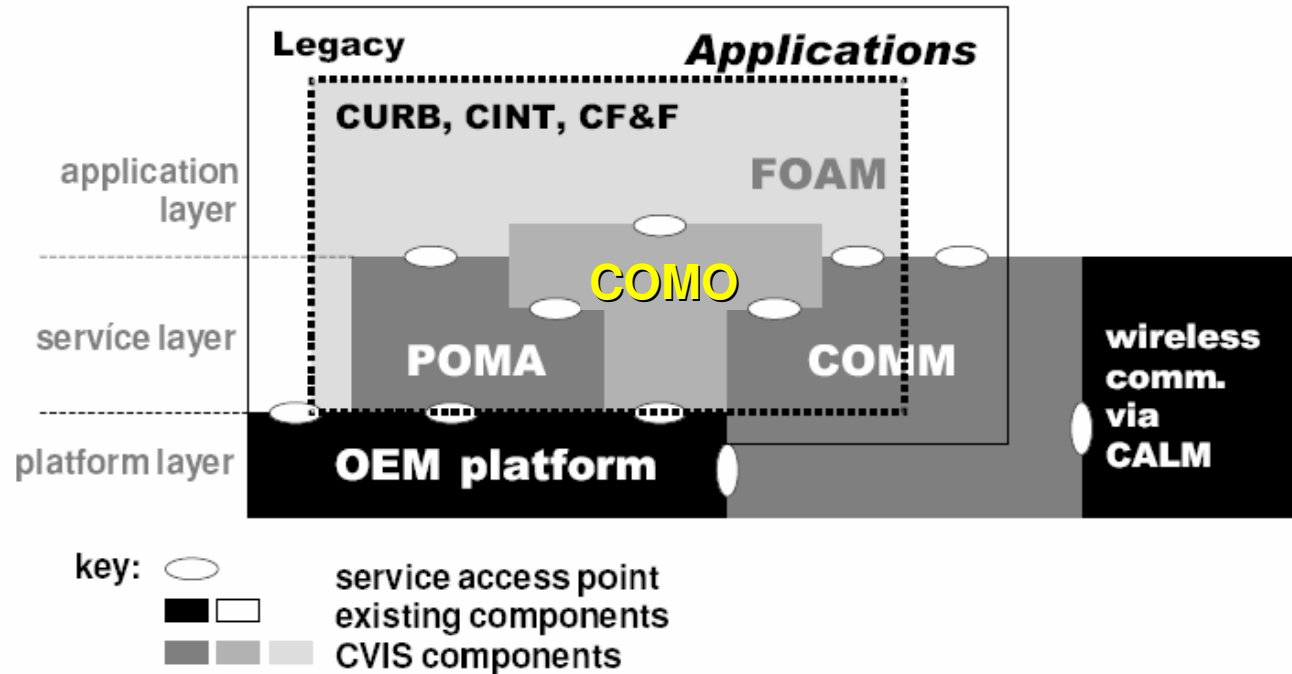 Legacy
Applications
CURB, CINT, CF&F
FOAM
application
layer
COMO
servíce layer
POMA
COMM
wireless
comm.
via
CALM
platform layer
OEM platform
key:
service access point
existing components
CVIS components